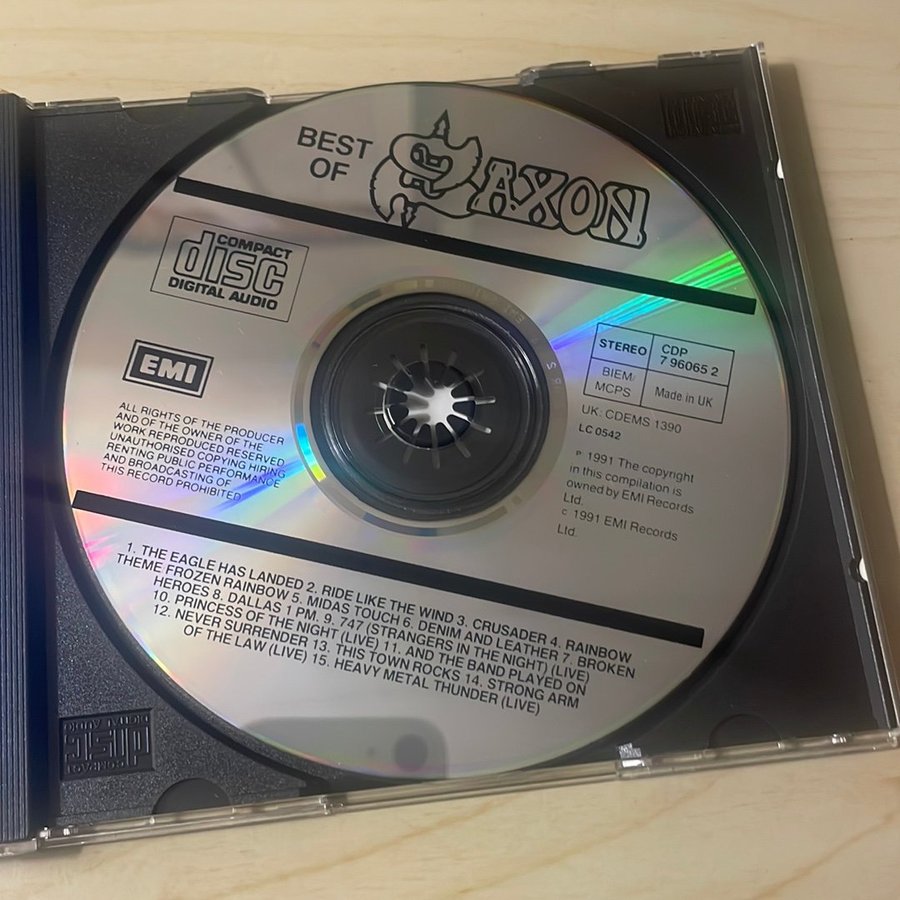 BEST
OF
SAXON
COMPACT
disc
DIGITAL AUDIO
EMI
ALL RIGHTS OF THE PRODUCER
AND OF THE OWNER OF THE
WORK REPRODUCED RESERVED
UNAUTHORISED COPYING HIRING
RENTING PUBLIC PERFORMANCE
AND BROADCASTING OF
THIS RECORD PROHIBITED
STEREO
CDP
7 96065 2
BIEM/
MCPS
Made in UK
UK: CDEMS 1390
LC 0542
P 1991 The copyright
in this compilation is
owned by EMI Records
Ltd.
c 1991 EMI Records
Ltd.
1. THE EAGLE HAS LANDED 2. RIDE LIKE THE WIND 3. CRUSADER 4. RAINBOW
THEME FROZEN RAINBOW 5. MIDAS TOUCH 6. DENIM AND LEATHER 7. BROKEN
HEROES 8. DALLAS 1 PM. 9. 747 (STRANGERS IN THE NIGHT) (LIVE)
10. PRINCESS OF THE NIGHT (LIVE) 11. AND THE BAND PLAYED ON
12. NEVER SURRENDER 13. THIS TOWN ROCKS 14. STRONG ARM
OF THE LAW (LIVE) 15. HEAVY METAL THUNDER (LIVE)
COMPACT
disc
DIGITAL AUDIO